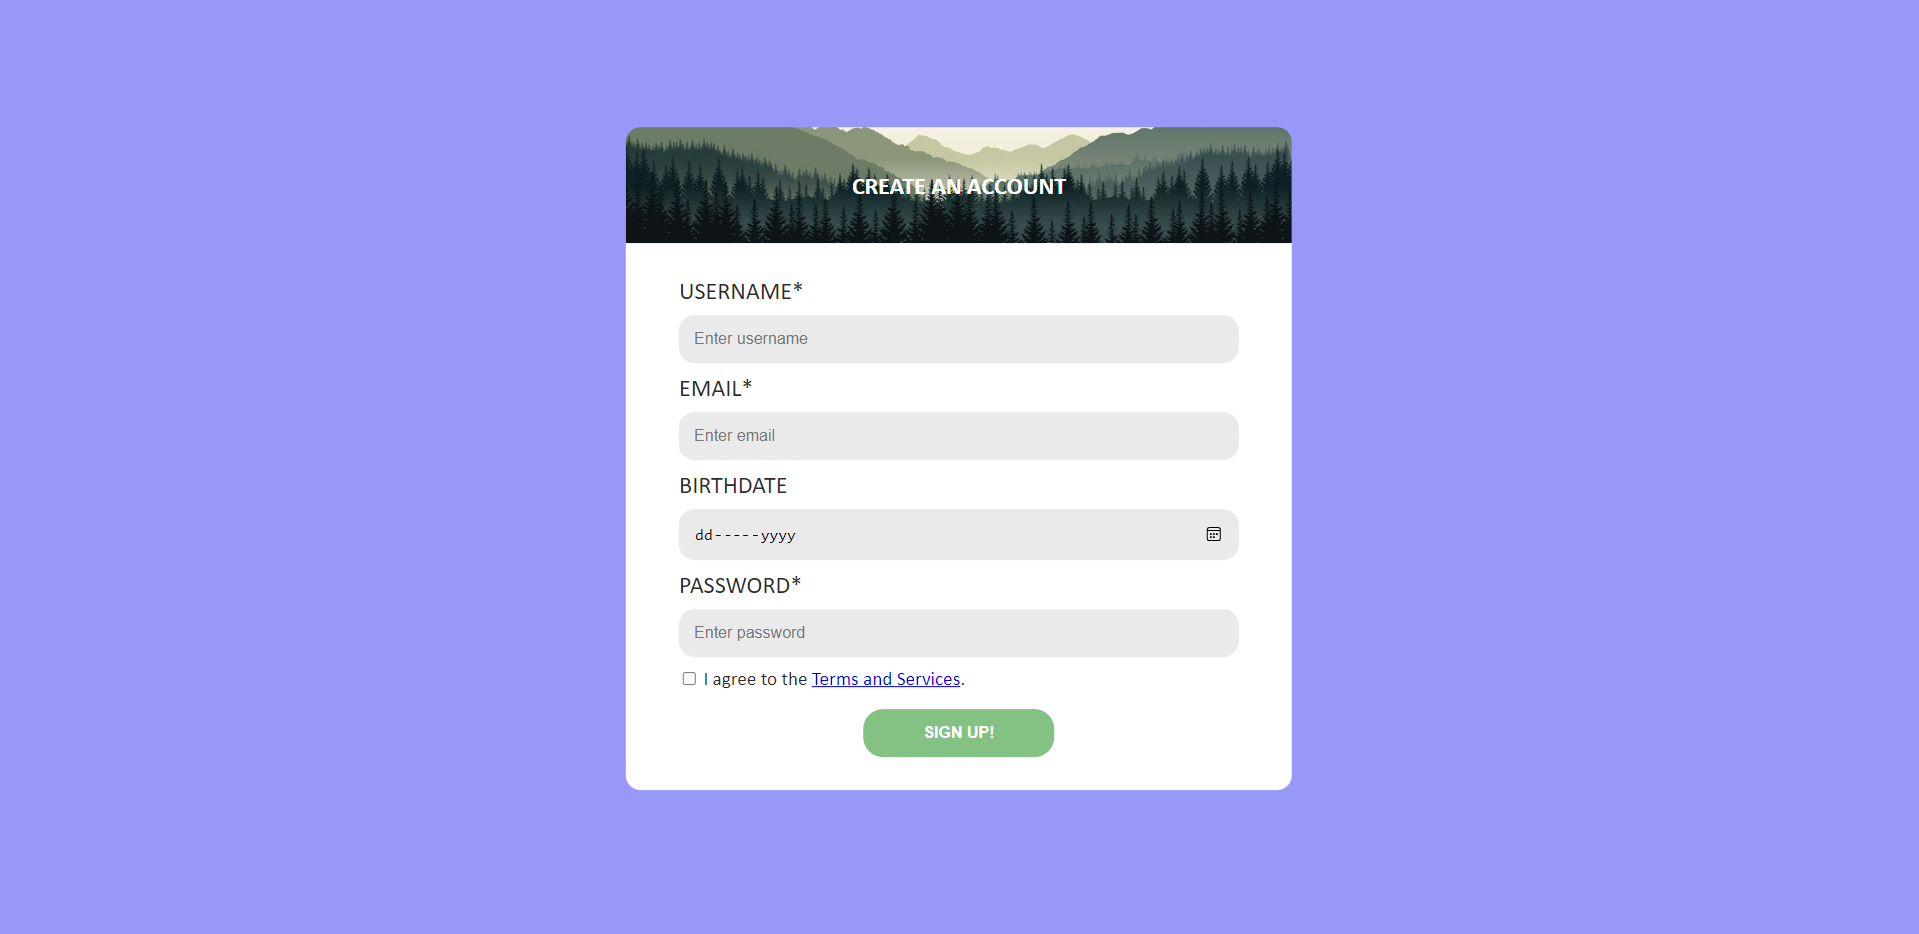 CREATE AN ACCOUNT
USERNAME*
Enter username
EMAIL*
Enter email
BIRTHDATE
dd-----yyyy
PASSWORD*
Enter password
I agree to the Terms and Services.
SIGN UP!